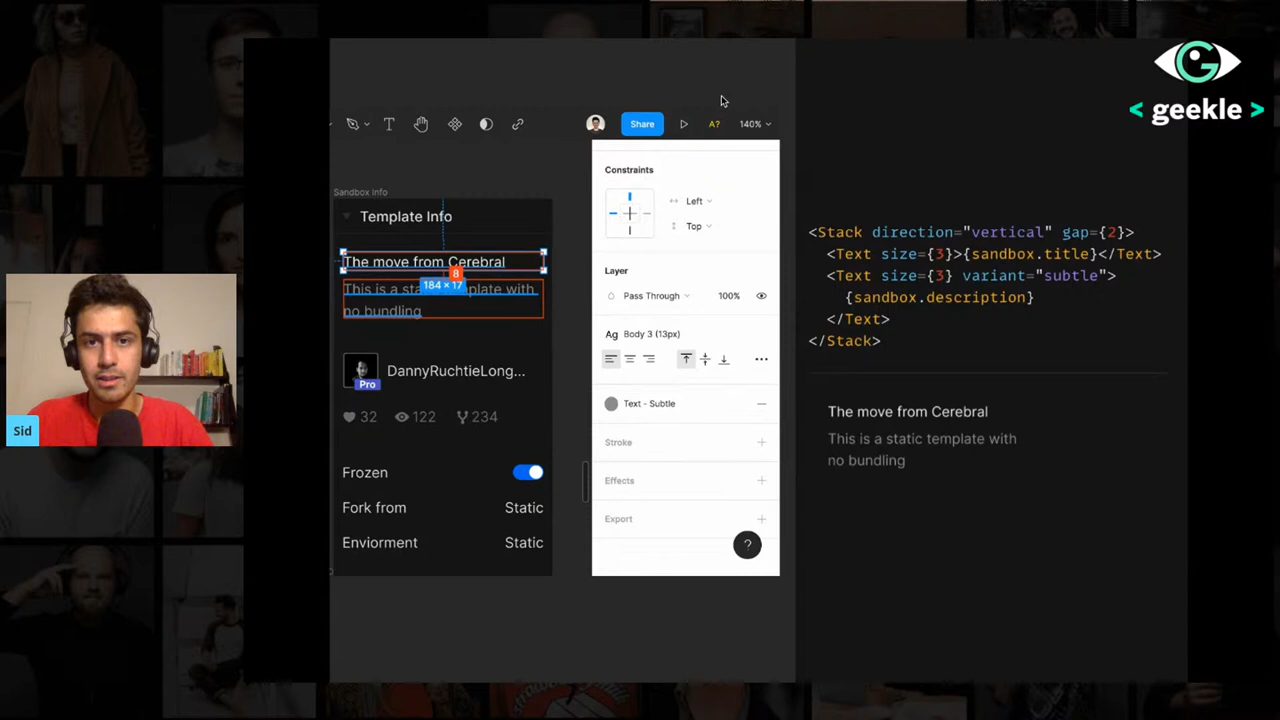 < geekle >
Share
A?
140%
Sandbox Info
Template Info
The move from Cerebral
8
184 × 17
This is a static template with
no bundling
Pro
DannyRuchtieLong...
32
122
234
Frozen
Fork from
Static
Enviorment
Static
Constraints
Left
Top
Layer
Pass Through
100%
Ag
Body 3 (13px)
Text - Subtle
Stroke
Effects
Export
?
<Stack direction="vertical" gap={2}>
<Text size={3}>{sandbox.title}</Text>
<Text size={3} variant="subtle">
{sandbox.description}
</Text>
</Stack>
The move from Cerebral
This is a static template with
no bundling
Sid